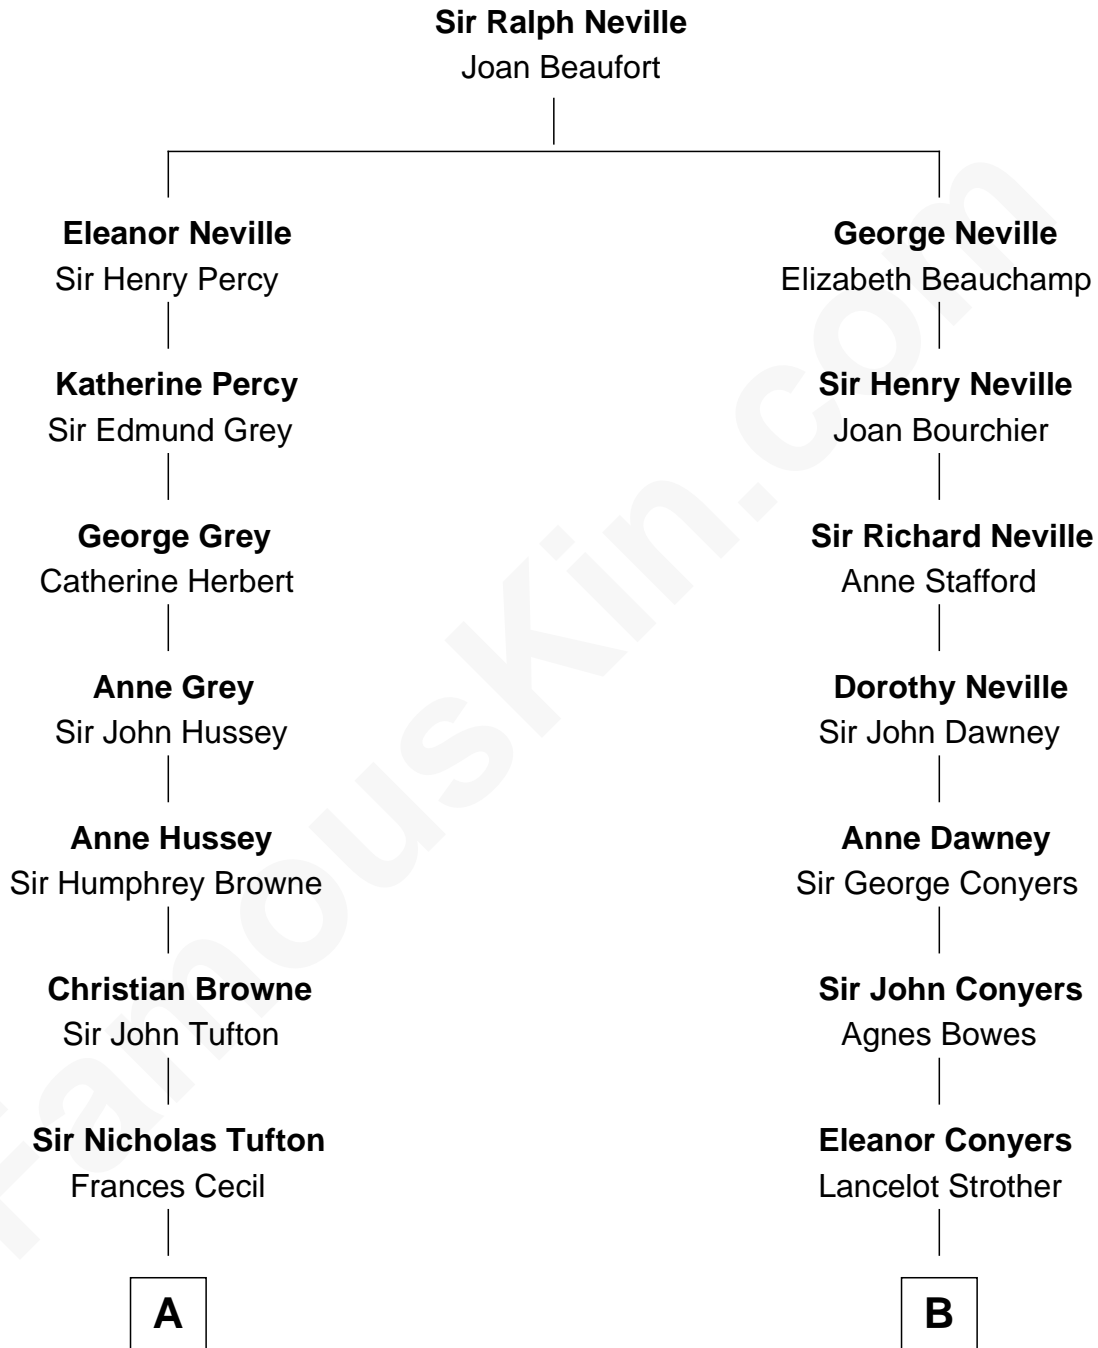 Sir Ralph Neville
Joan Beaufort
Eleanor Neville
Sir Henry Percy
George Neville
Elizabeth Beauchamp
Katherine Percy
Sir Edmund Grey
Sir Henry Neville
Joan Bourchier
George Grey
Catherine Herbert
Sir Richard Neville
Anne Stafford
Anne Grey
Sir John Hussey
Dorothy Neville
Sir John Dawney
Anne Hussey
Sir Humphrey Browne
Anne Dawney
Sir George Conyers
Christian Browne
Sir John Tufton
Sir John Conyers
Agnes Bowes
Sir Nicholas Tufton
Frances Cecil
Eleanor Conyers
Lancelot Strother
A
B
FamousKin.com